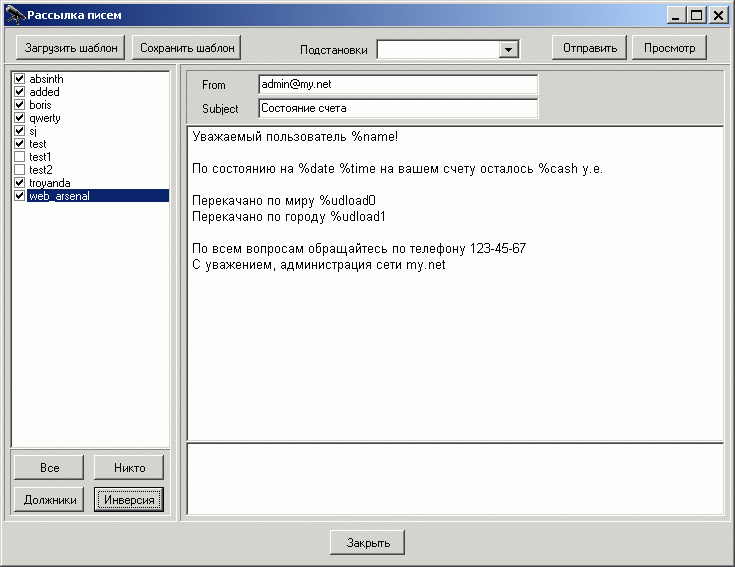 Рассылка писем
Загрузить шаблон
Сохранить шаблон
Подстановки
Отправить
Просмотр
absinth
added
boris
qwerty
sj
test
test1
test2
troyanda
web_arsenal
Все
Никто
Должники
Инверсия
From
admin@my.net
Subject
Состояние счета
Уважаемый пользователь %name!
По состоянию на %date %time на вашем счету осталось %cash у.е.
Перекачано по миру %udload0
Перекачано по городу %udload1
По всем вопросам обращайтесь по телефону 123-45-67
С уважением, администрация сети my.net
Закрыть